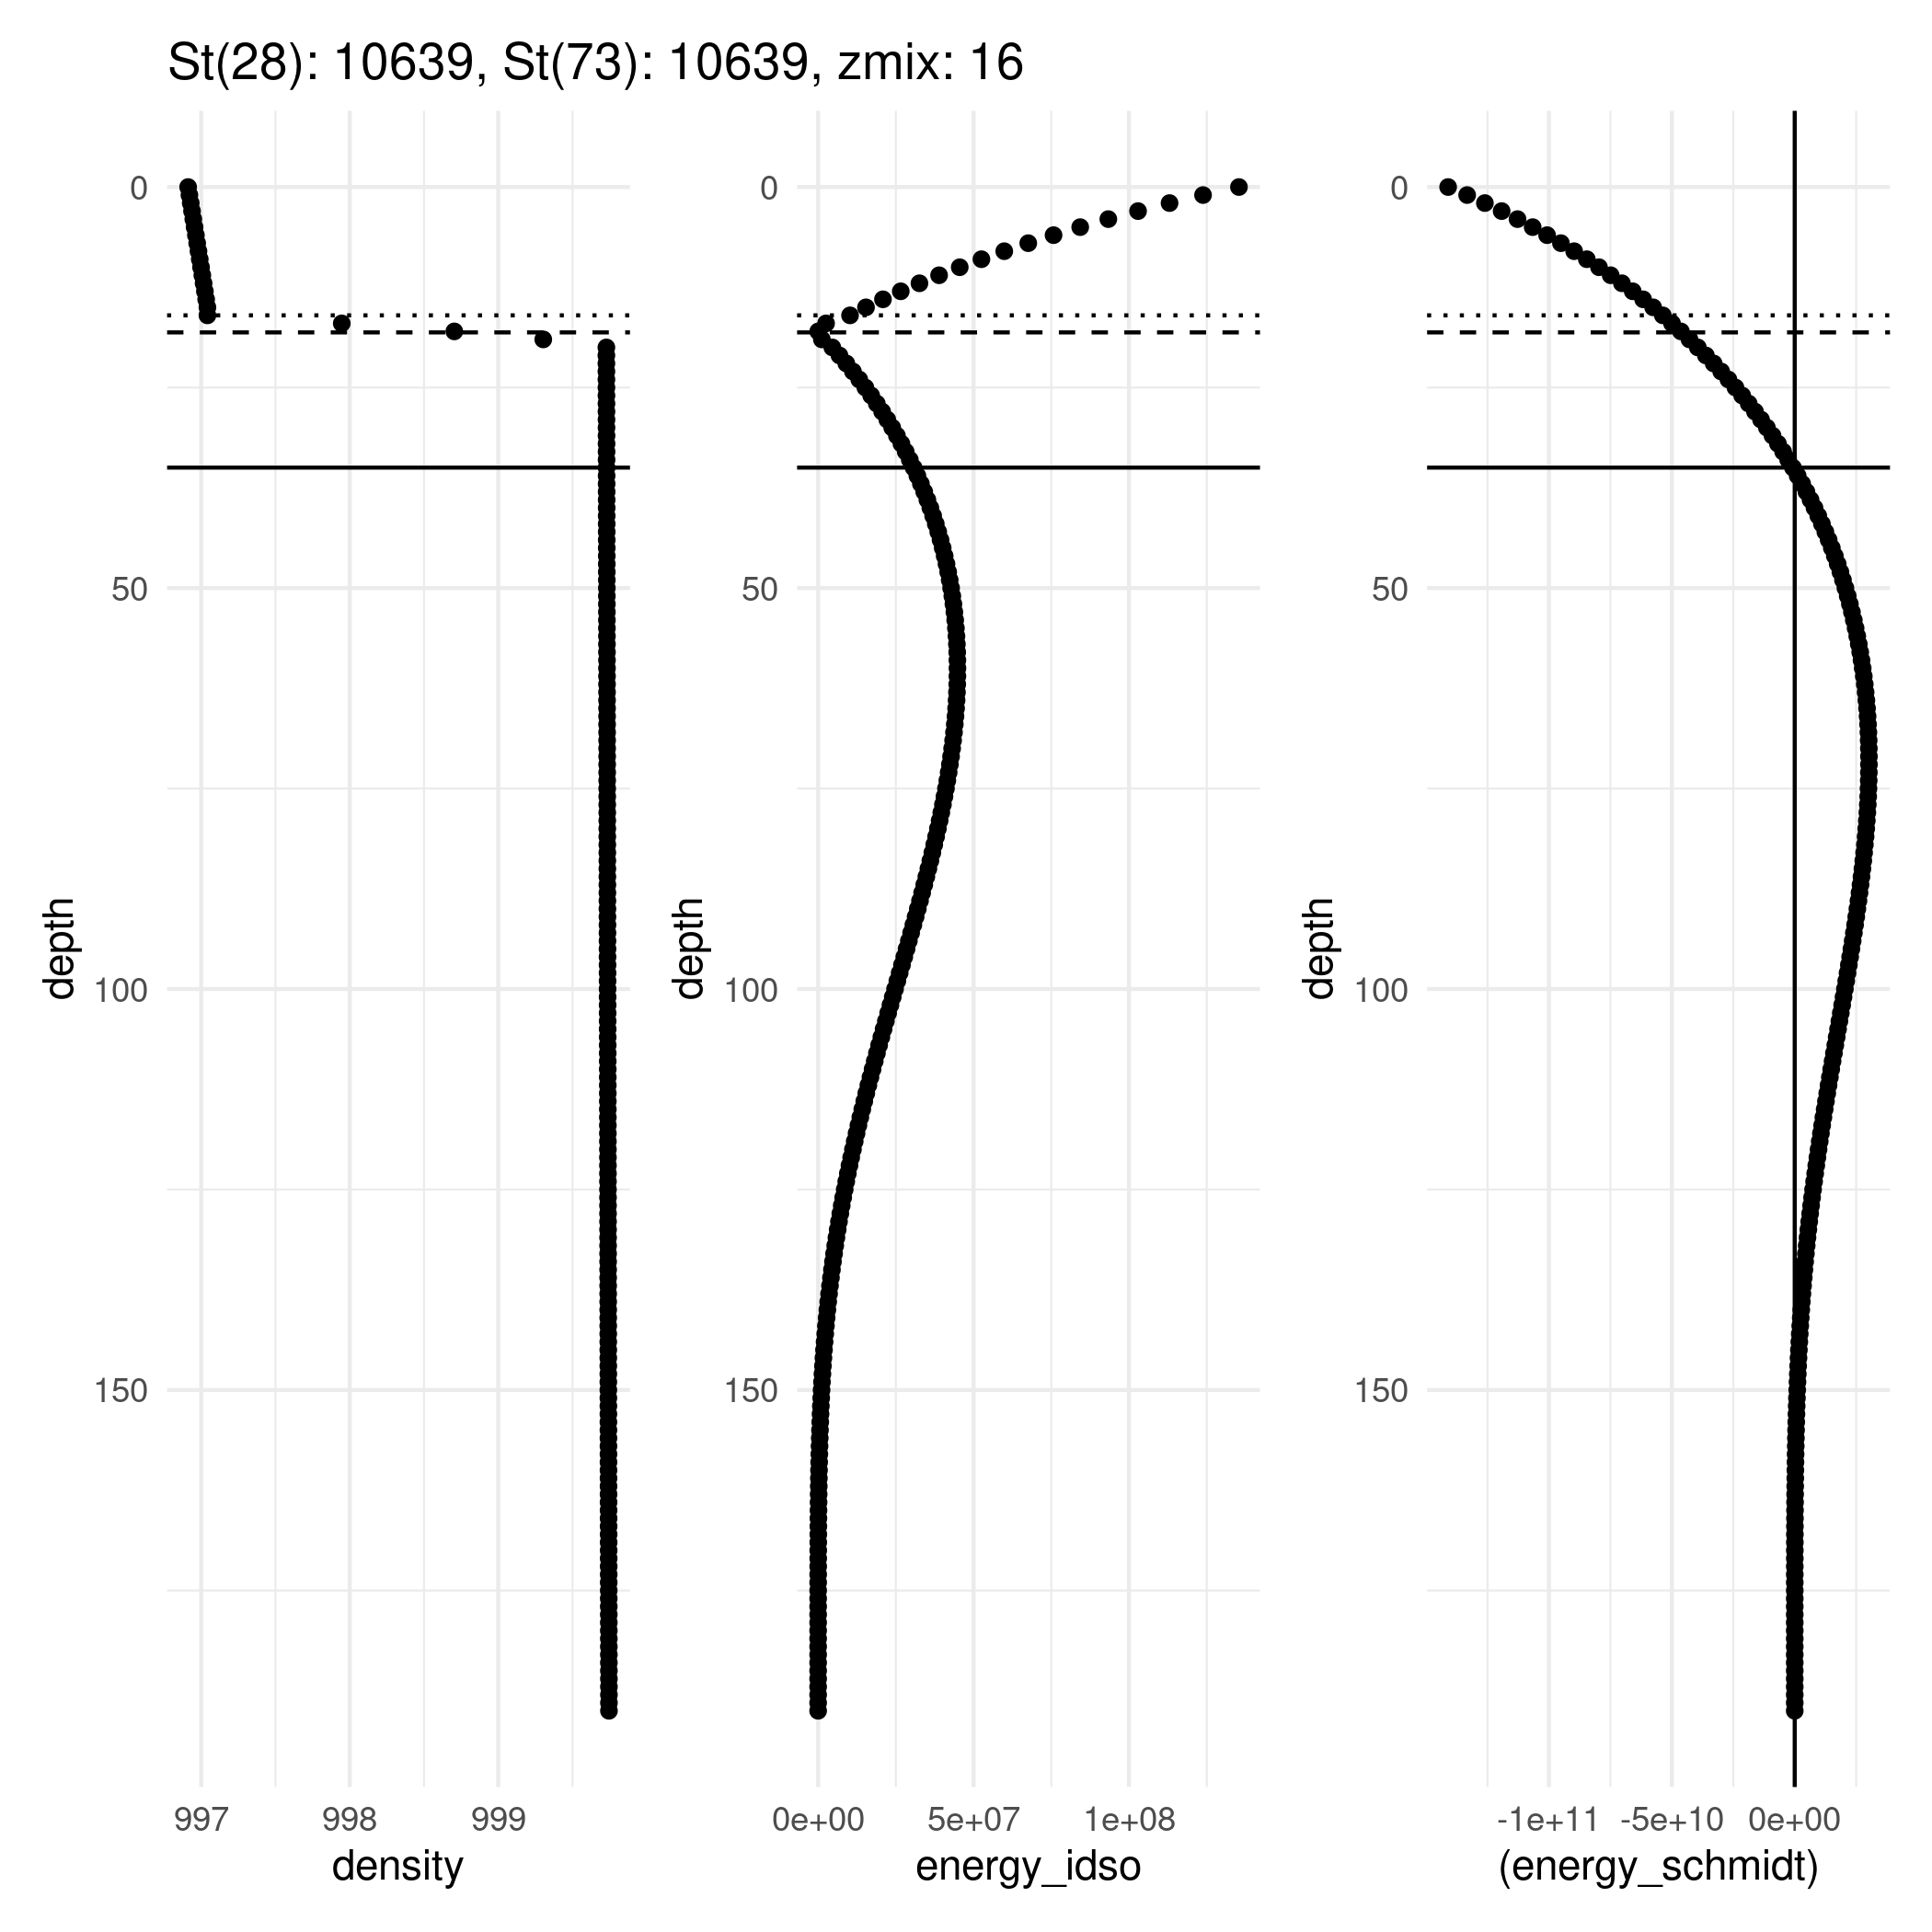 St(28): 10639, St(73): 10639, zmix: 16
0
50
100
150
depth
997 998 999
density
0
50
100
150
depth
0e+00 5e+07 1e+08
energy_idso
0
50
100
150
depth
-1e+11 -5e+10 0e+00
(energy_schmidt)